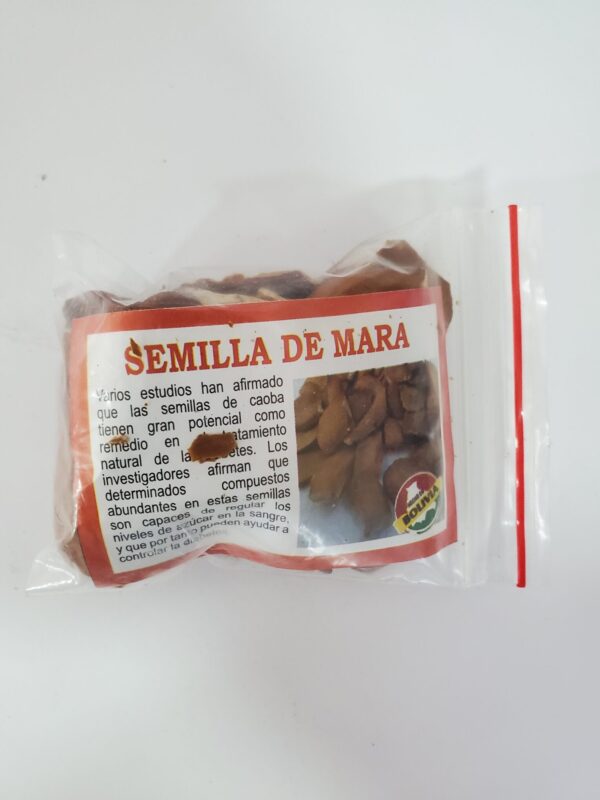 SEMILLA DE MARA
Varios estudios han afirmado
que las semillas de caoba
tienen gran potencial como
remedio en tratamiento
natural de la
investigadores afirman que Los
determinados compuestos
abundantes en estas semillas
son capaces de regular los
niveles de azúcar en la sangre,
y que por tanto pueden ayudar a
controlar la
BOLIVIA